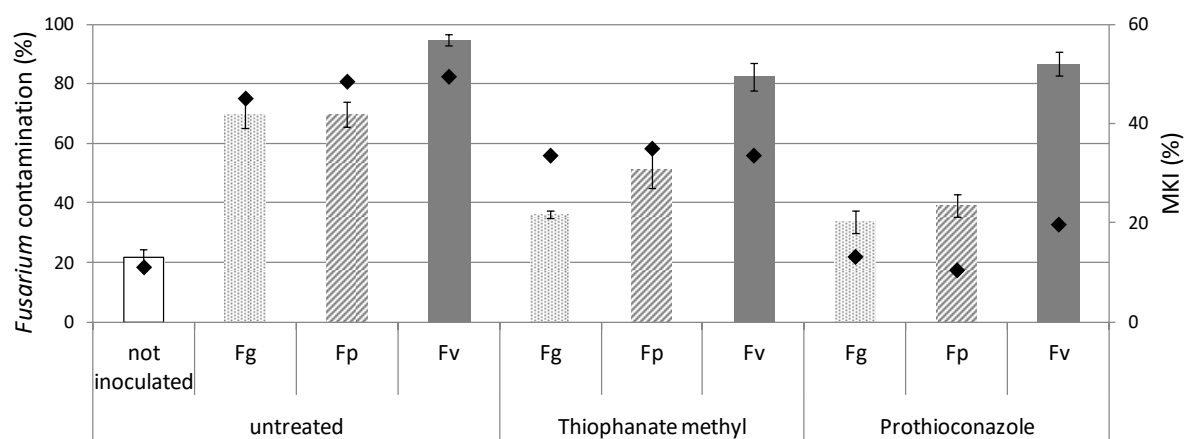 Fusarium contamination (%)
100
80
60
40
20
0
60
40
20
0
MKI (%)
not
inoculated
Fg
Fp
Fv
Fg
Fp
Fv
Fg
Fp
Fv
untreated
Thiophanate methyl
Prothioconazole